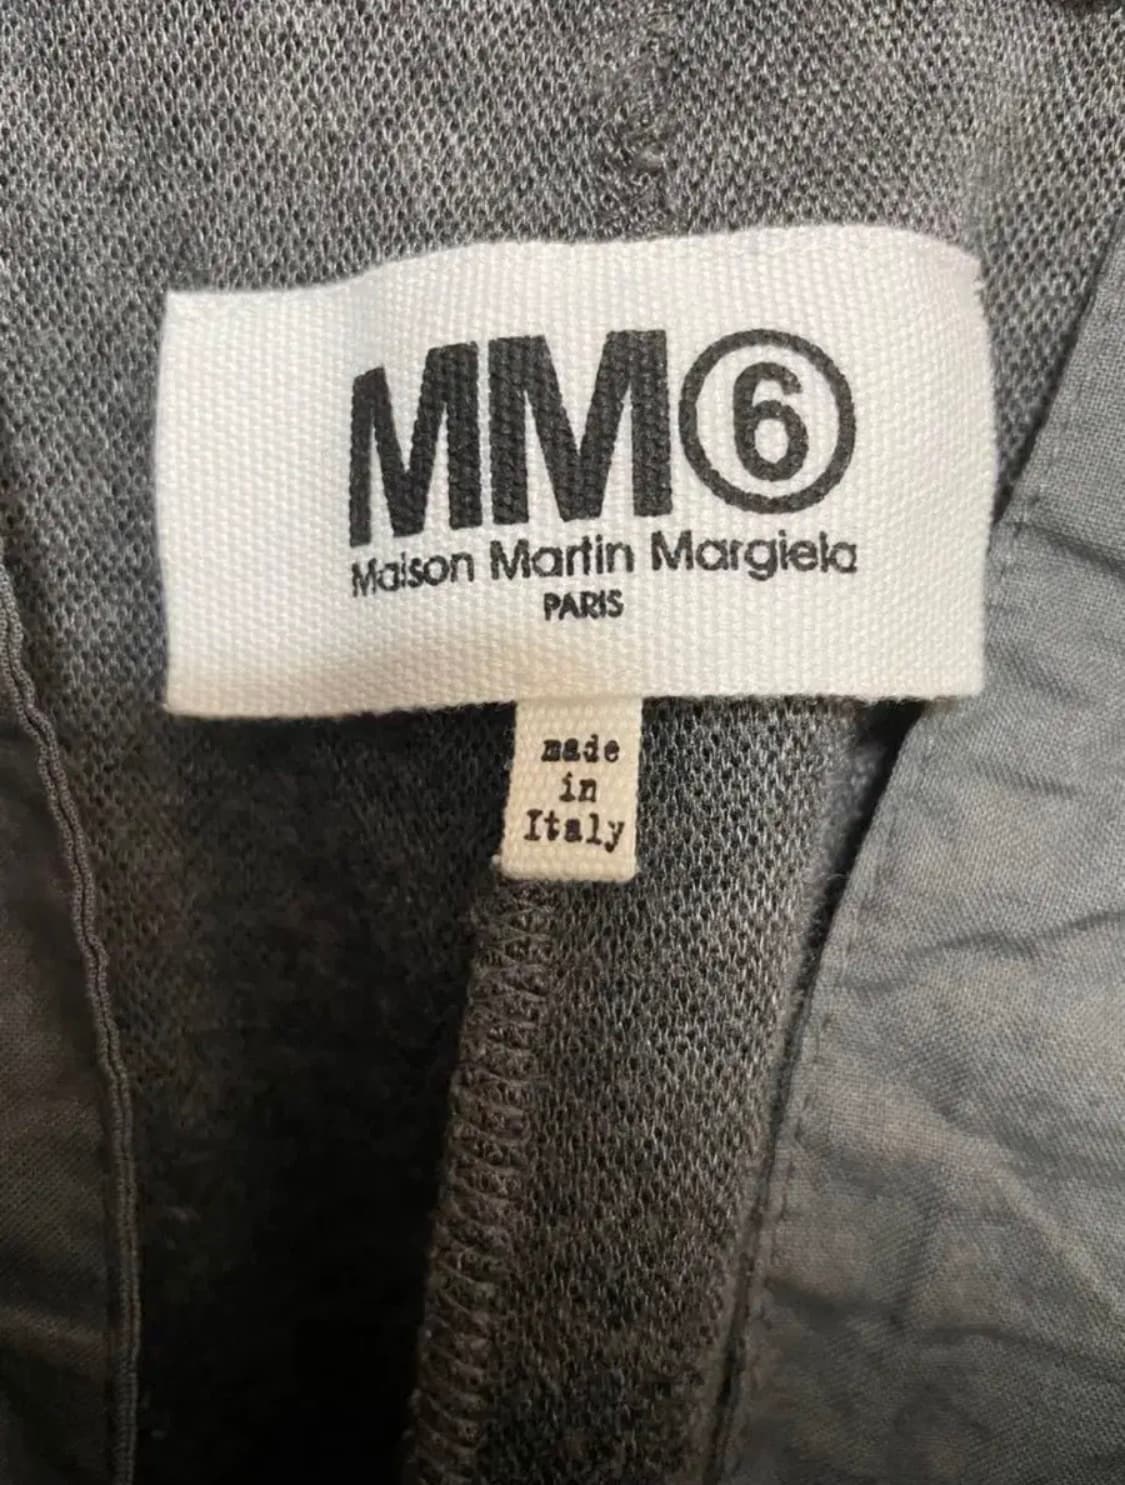 MM⑥
Maison Martin Margiela
PARIS
made
in
Italy